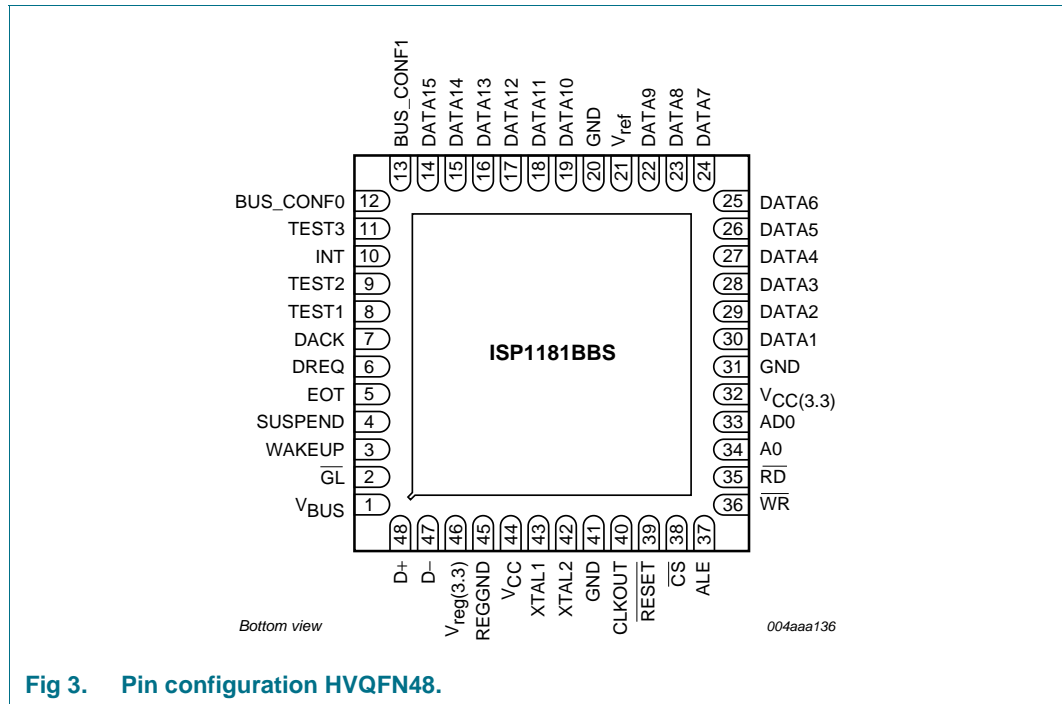 BUS_CONF1
DATA15
DATA14
DATA13
DATA12
DATA11
DATA10
GND
Vref
DATA9
DATA8
DATA7
13
14
15
16
17
18
19
20
21
22
23
24
BUS_CONF0 12
TEST3 11
INT 10
TEST2 9
TEST1 8
DACK 7
DREQ 6
EOT 5
SUSPEND 4
WAKEUP 3
GL 2
VBUS 1
ISP1181BBS
25 DATA6
26 DATA5
27 DATA4
28 DATA3
29 DATA2
30 DATA1
31 GND
32 VCC(3.3)
33 AD0
34 A0
35 RD
36 WR
48
47
46
45
44
43
42
41
40
39
38
37
D+
D−
Vreg(3.3)
REGGND
VCC
XTAL1
XTAL2
GND
CLKOUT
RESET
CS
ALE
Bottom view
004aaa136
Fig 3. Pin configuration HVQFN48.